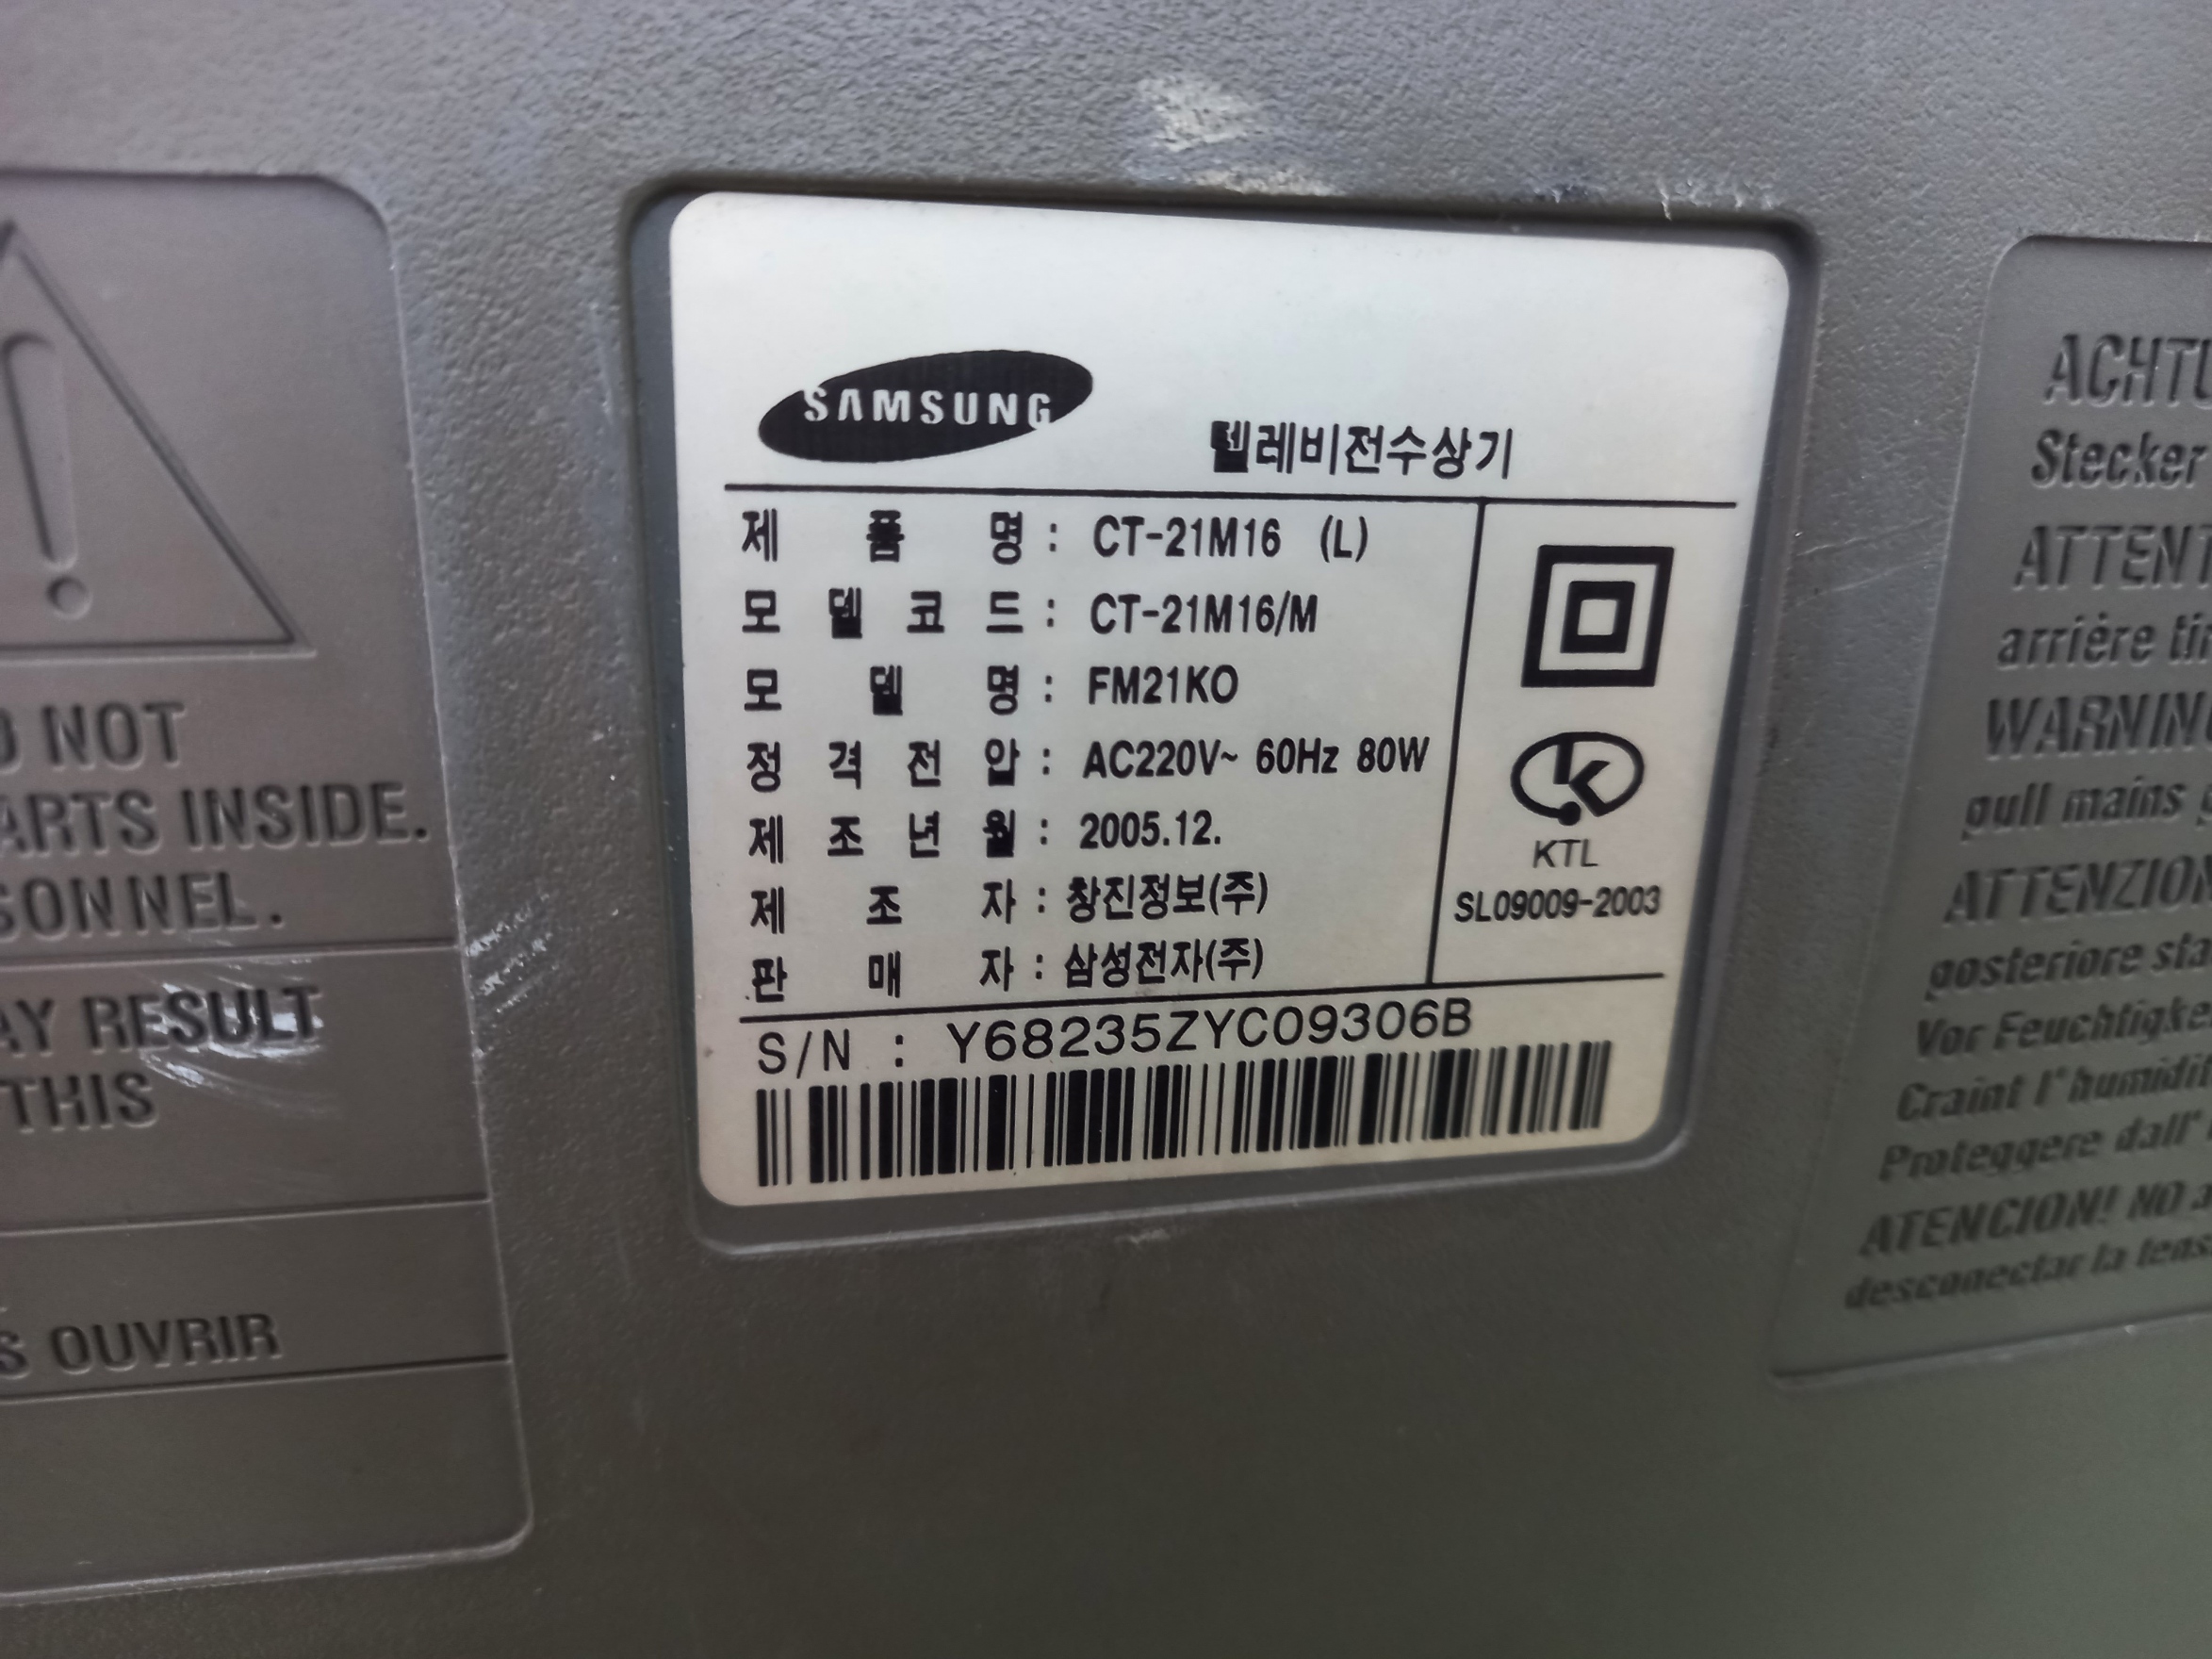 D NOT
ARTS INSIDE.
SONNEL.
AY RESULT
THIS
S OUVRIR
SAMSUNG
텔레비전수상기
제 품 명 : CT-21M16 (L)
모 델 코 드 : CT-21M16/M
모 델 명 : FM21KO
정 격 전 압 : AC220V~ 60Hz 80W
제 조 년 월 : 2005.12.
제 조 자 : 창진정보(주)
판 매 자 : 삼성전자(주)
KTL
SL09009-2003
S/N : Y68235ZYC09306B
ACHTU
Stecker
ATTENT
arrière tir
WARNING
pull mains p
ATTENZION
posteriore sta
Vor Feuchtigke
Craint l'humidit
Proteggere dall'
ATENCION! NO
desconectar la tens